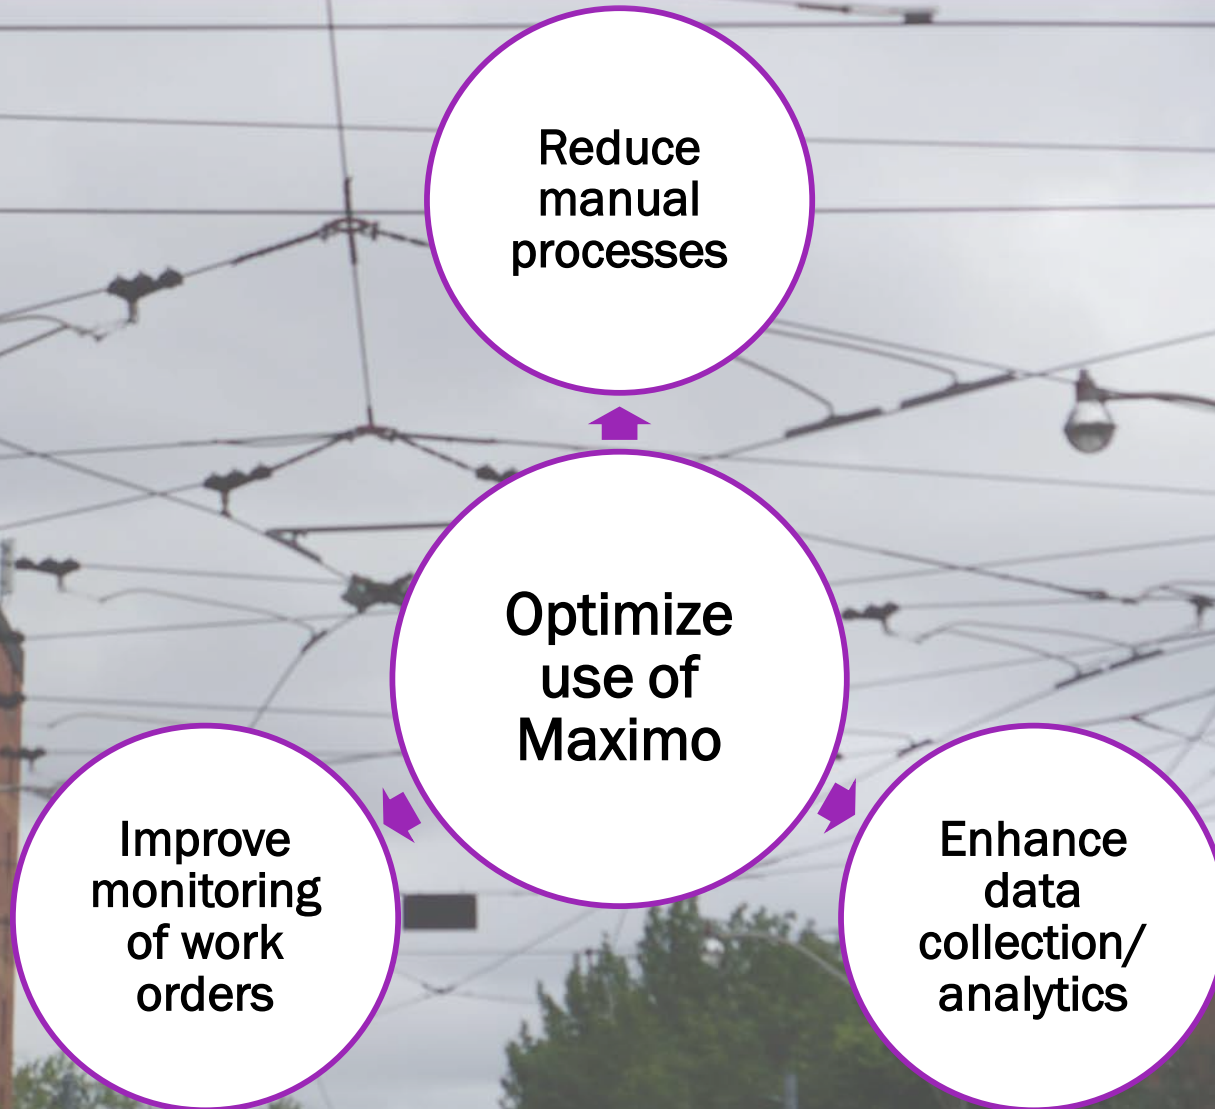 Reduce
manual
processes
Optimize
use of
Maximo
Improve
monitoring
of work
orders
Enhance
data
collection/
analytics